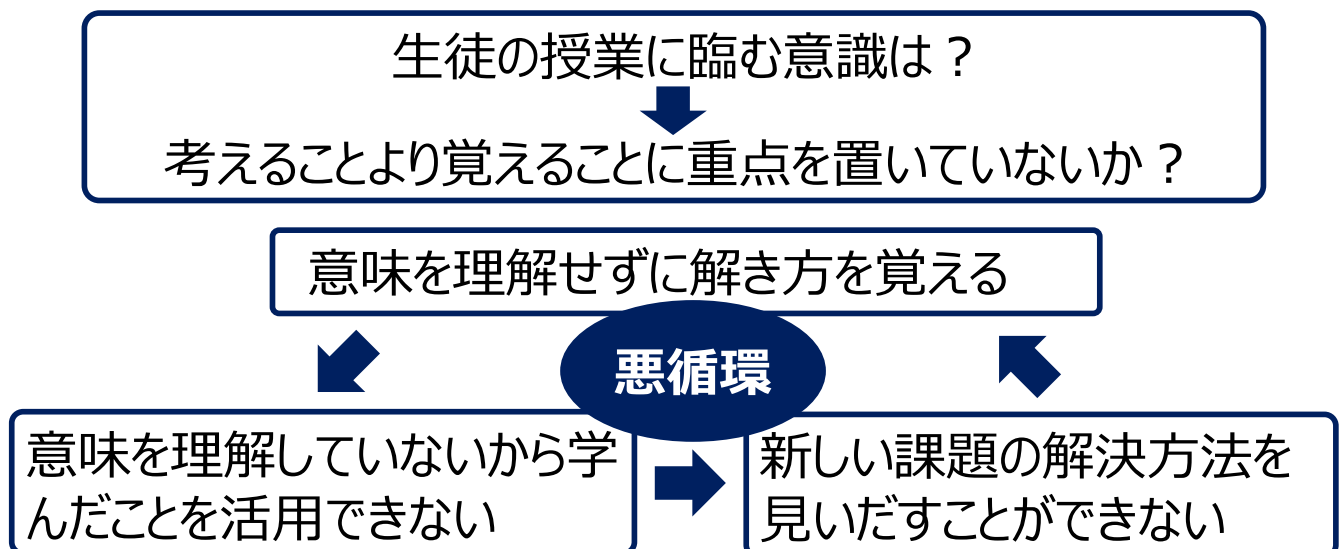 生徒の授業に臨む意識は？
考えることより覚えることに重点を置いていないか？
意味を理解せずに解き方を覚える
悪循環
意味を理解していないから学
んだことを活用できない
新しい課題の解決方法を
見いだすことができない